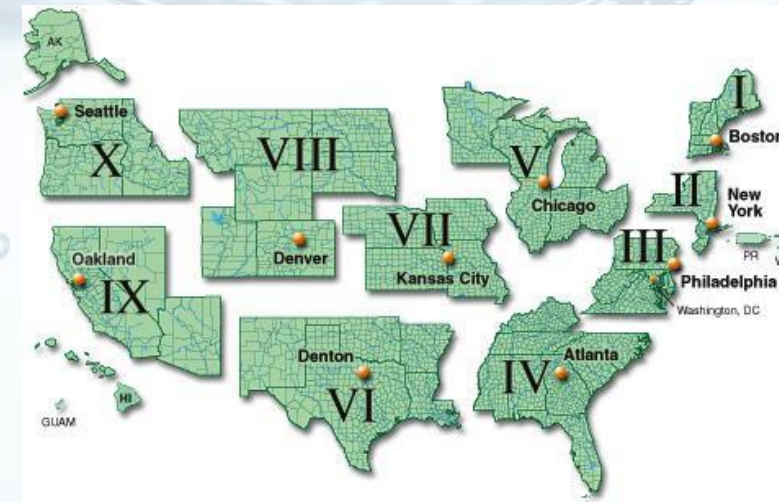 AK
Seattle
X
VIII
Denver
V
Chicago
I
Boston
II
New
York
PR
III
Philadelphia
Washington, DC
VII
Kansas City
Oakland
IX
HI
GUAM
Denton
VI
IV
Atlanta